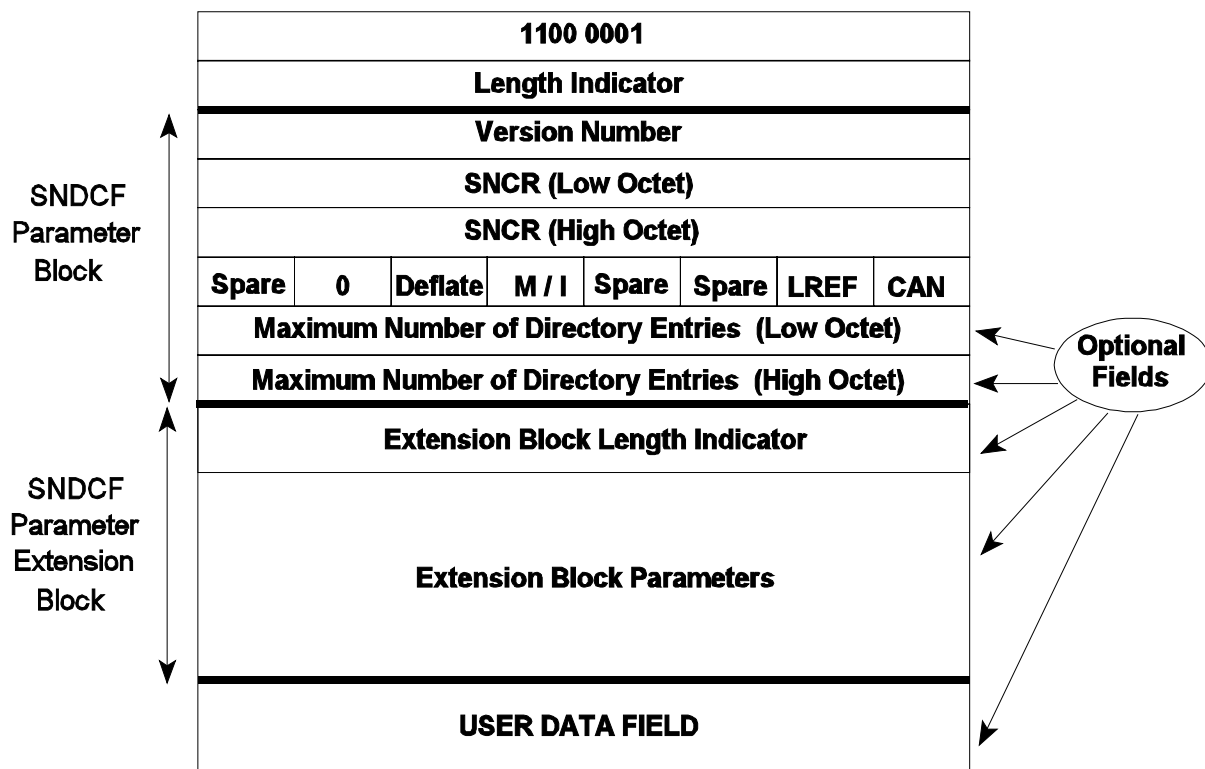 1100 0001
Length Indicator
Version Number
SNDCF
Parameter
Block
SNCR (Low Octet)
SNCR (High Octet)
Spare 0 Deflate M / I Spare Spare LREF CAN
Maximum Number of Directory Entries (Low Octet)
Maximum Number of Directory Entries (High Octet)
Optional
Fields
Extension Block Length Indicator
SNDCF
Parameter
Extension
Block
Extension Block Parameters
USER DATA FIELD